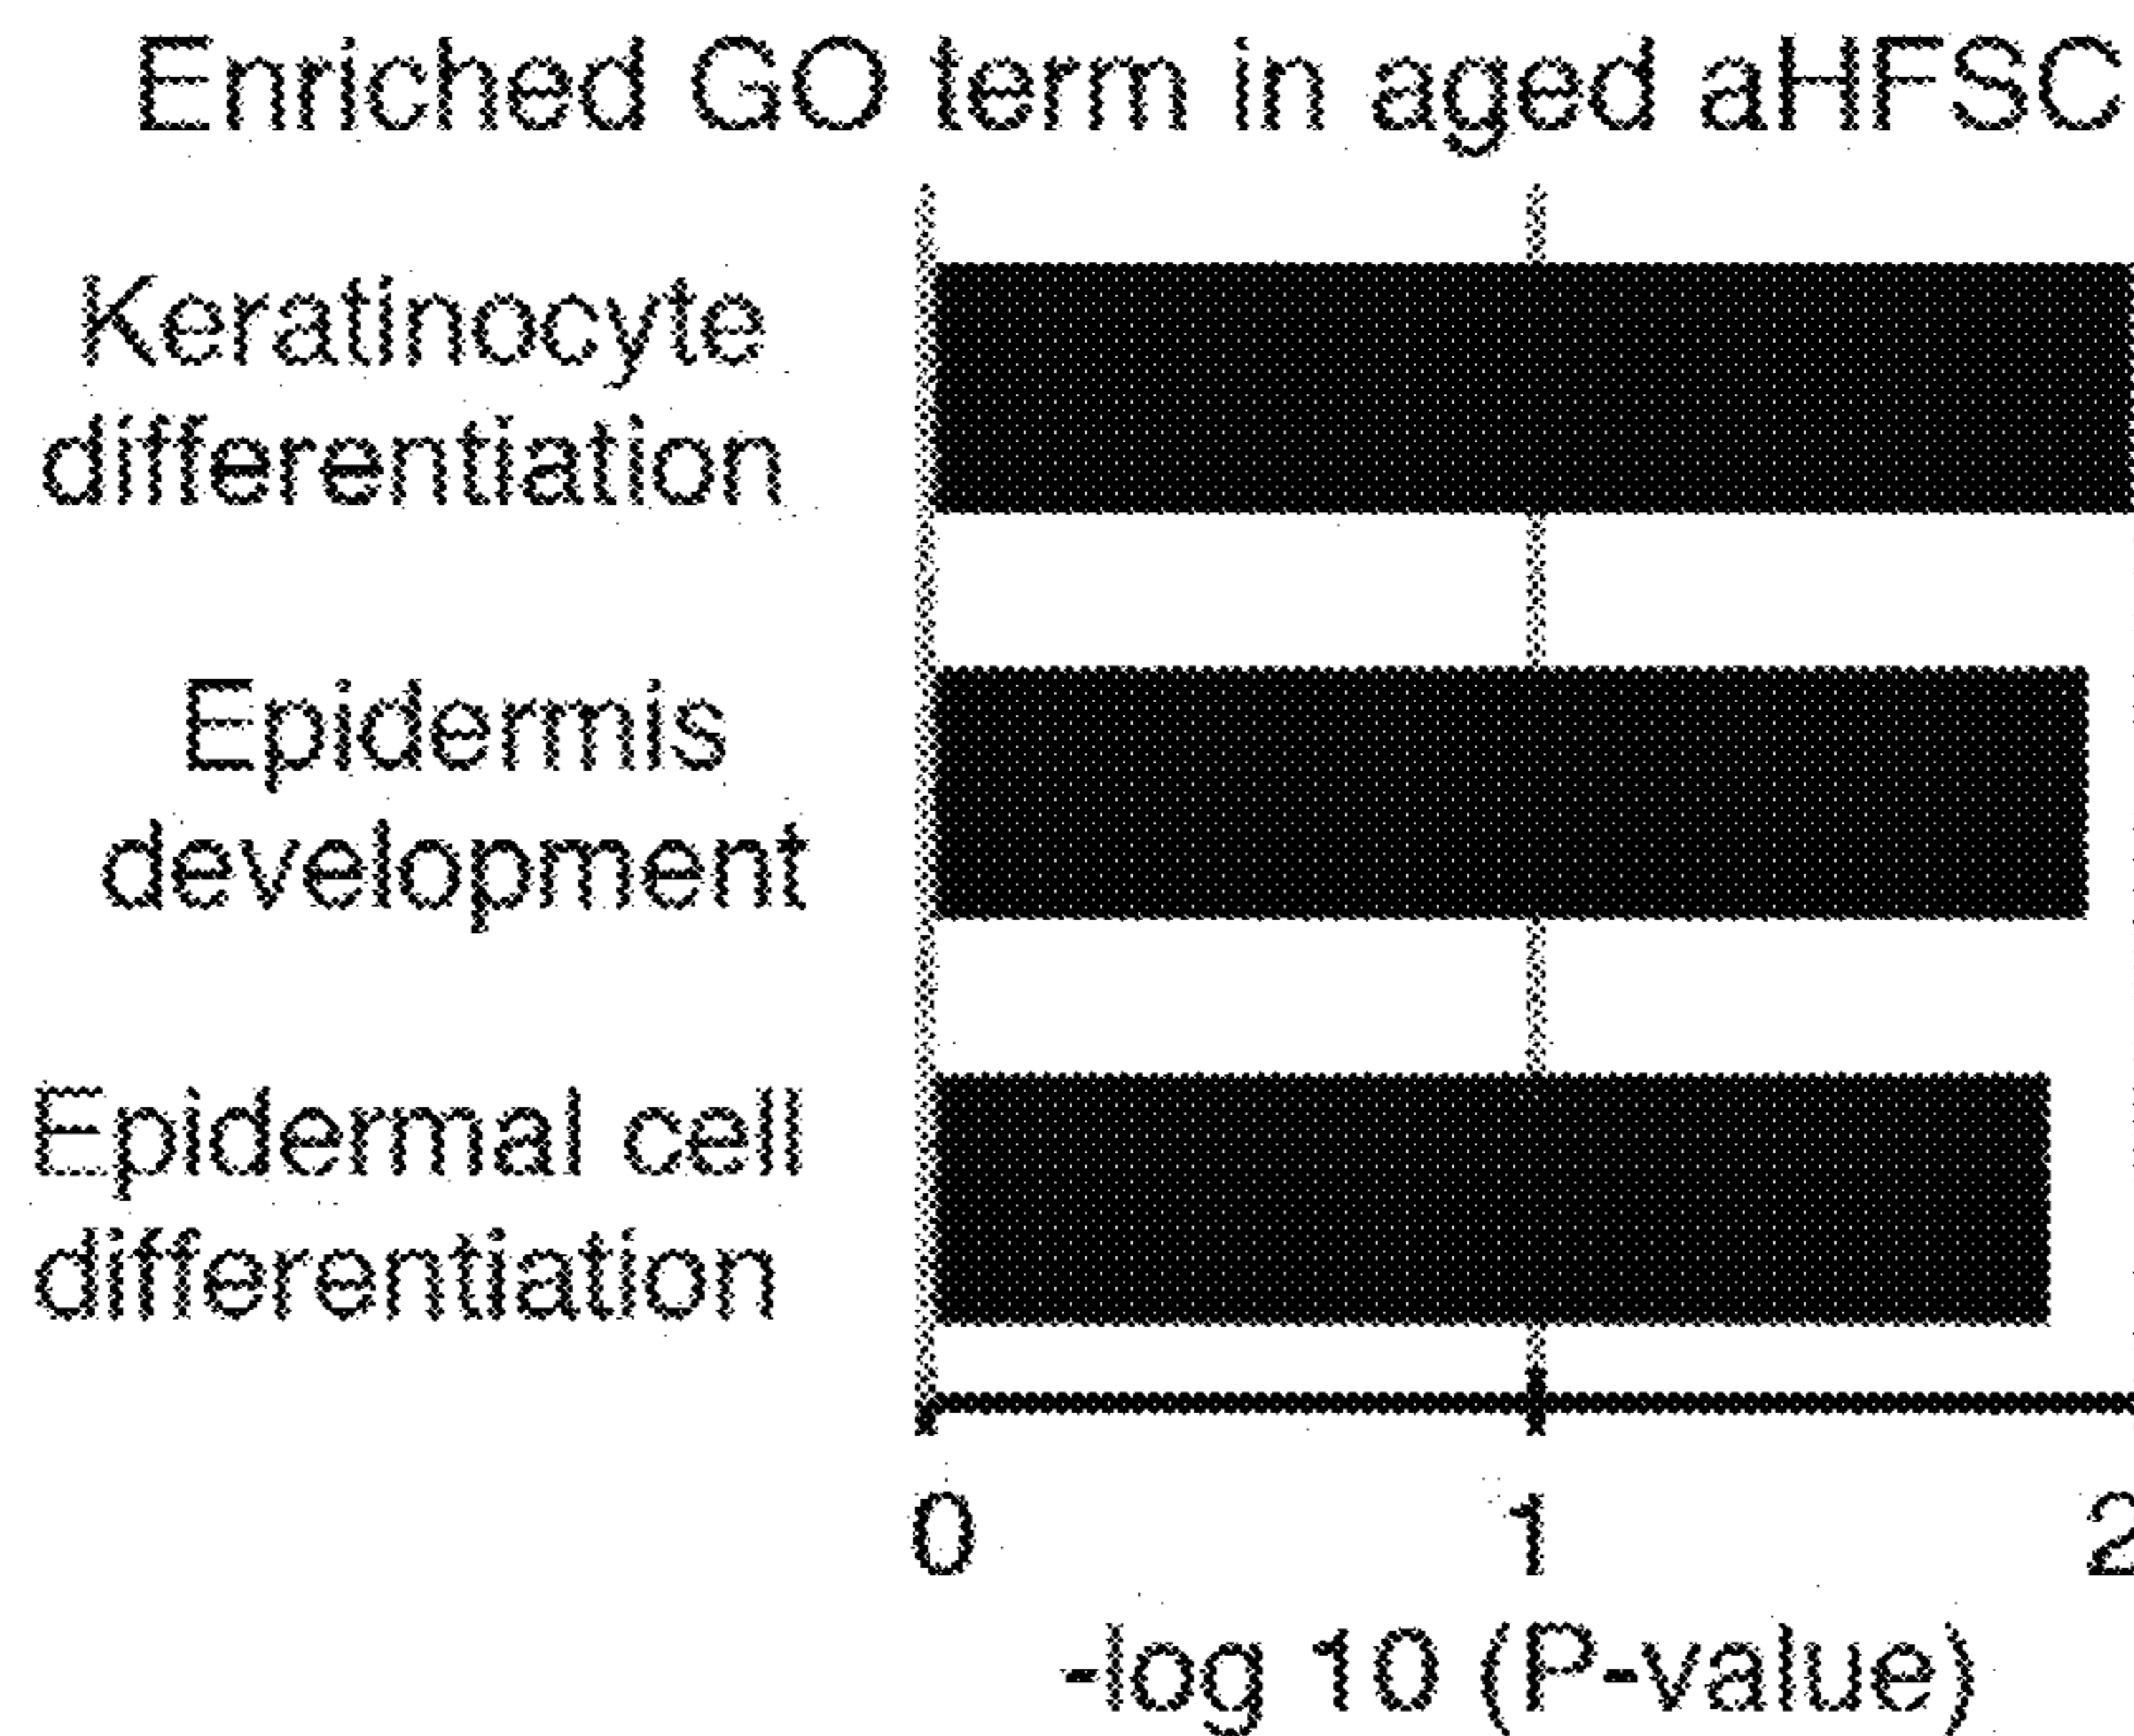 Enriched GO term in aged aHFSC
Keratinocyte
differentiation
Epidermis
development
Epidermal cell
differentiation
0 1 2
-log 10 (P-value)